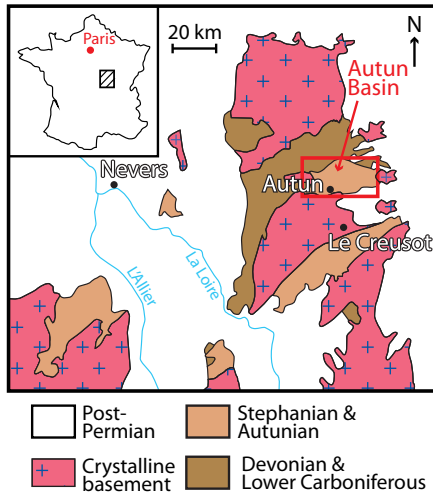 Paris
20 km
N
Autun
Basin
Nevers
Autun
Le Creusot
La Loire
L'Allier
Post-
Permian
Stephanian &
Autunian
Crystalline
basement
Devonian &
Lower Carboniferous